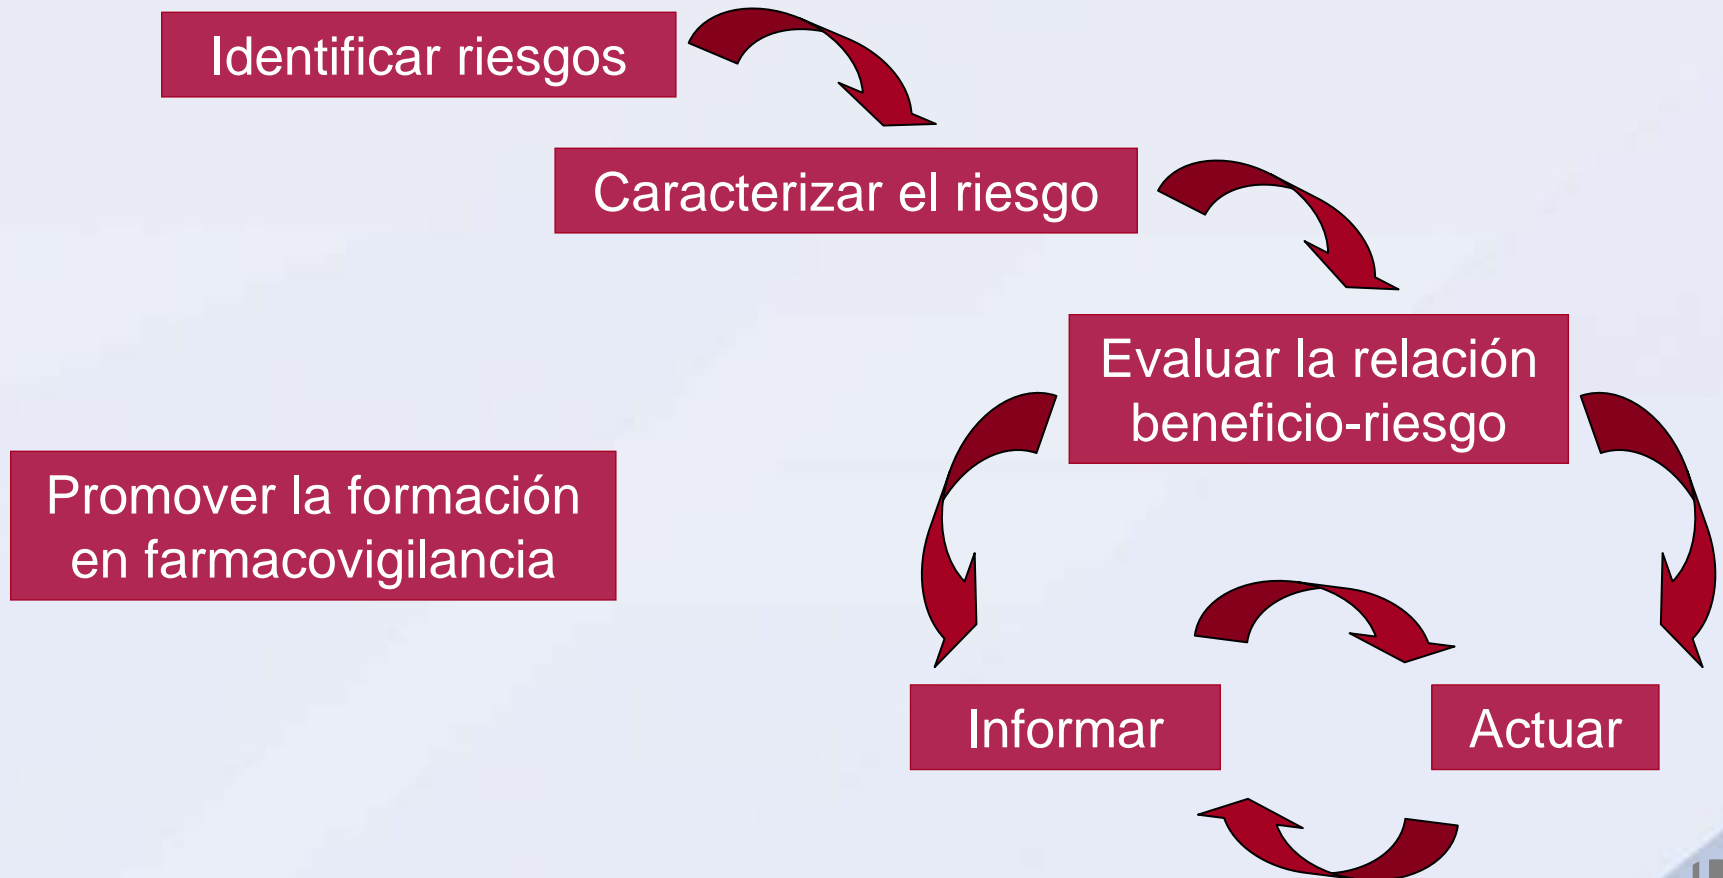 Identificar riesgos
Caracterizar el riesgo
Evaluar la relación
beneficio-riesgo
Promover la formación
en farmacovigilancia
Informar
Actuar